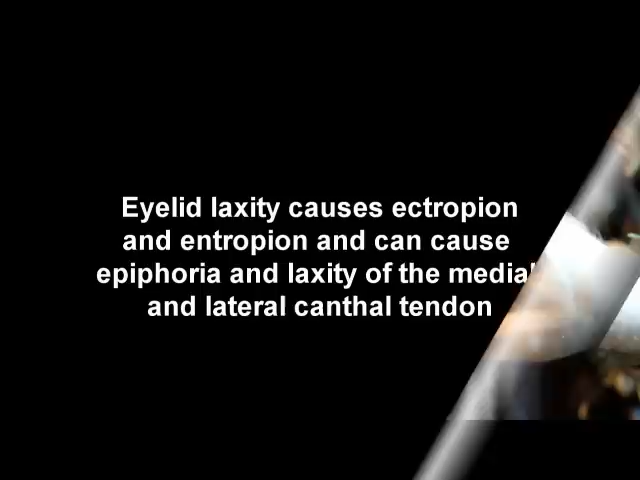 Eyelid laxity causes ectropion
and entropion and can cause
epiphoria and laxity of the medial
and lateral canthal tendon